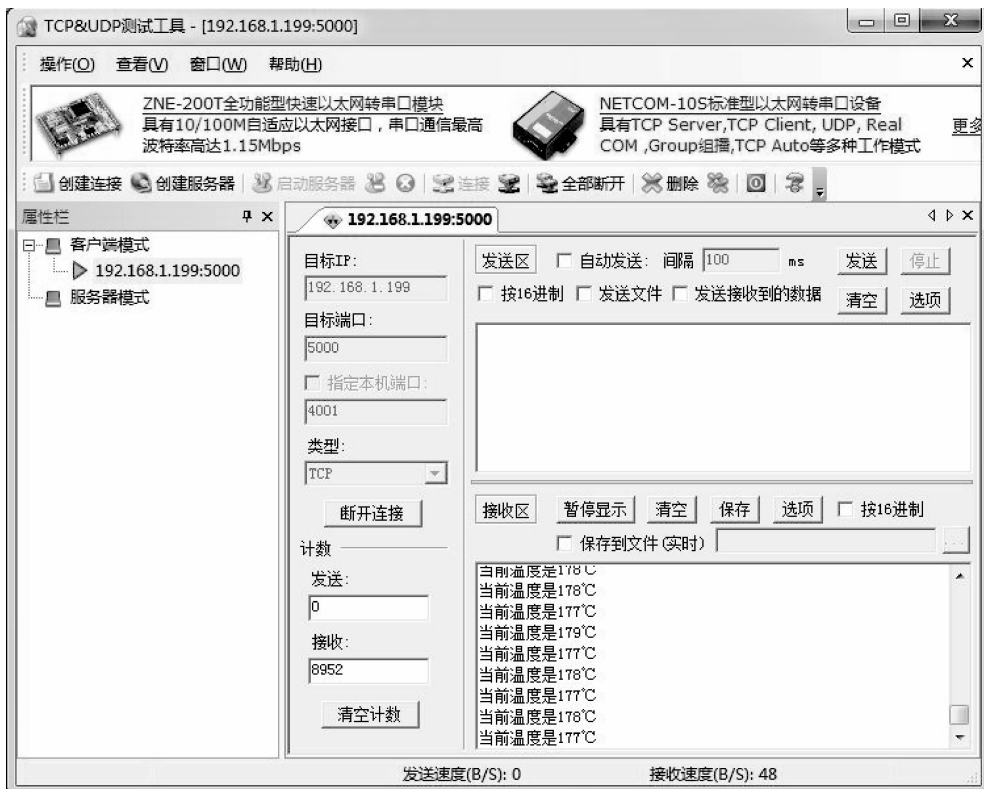 TCP&UDP测试工具 - [192.168.1.199:5000]
操作(O) 查看(V) 窗口(W) 帮助(H)
ZNE-200T全功能型快速以太网转串口模块
具有10/100M自适应以太网接口，串口通信最高
波特率高达1.15Mbps
NETCOM-10S标准型以太网转串口设备
具有TCP Server,TCP Client, UDP, Real
COM ,Group组播,TCP Auto等多种工作模式
更多
创建连接 创建服务器 启动服务器 连接 全部断开 删除
属性栏
客户端模式
192.168.1.199:5000
服务器模式
192.168.1.199:5000
目标IP:
192.168.1.199
目标端口:
5000
指定本机端口:
4001
类型:
TCP
断开连接
计数
发送:
0
接收:
8952
清空计数
发送区 自动发送: 间隔 100 ms 发送 停止
按16进制 发送文件 发送接收到的数据 清空 选项
接收区 暂停显示 清空 保存 选项 按16进制
保存到文件(实时) ...
当前温度是178℃
当前温度是178℃
当前温度是177℃
当前温度是179℃
当前温度是177℃
当前温度是178℃
当前温度是177℃
当前温度是178℃
当前温度是177℃
发送速度(B/S): 0 接收速度(B/S): 48